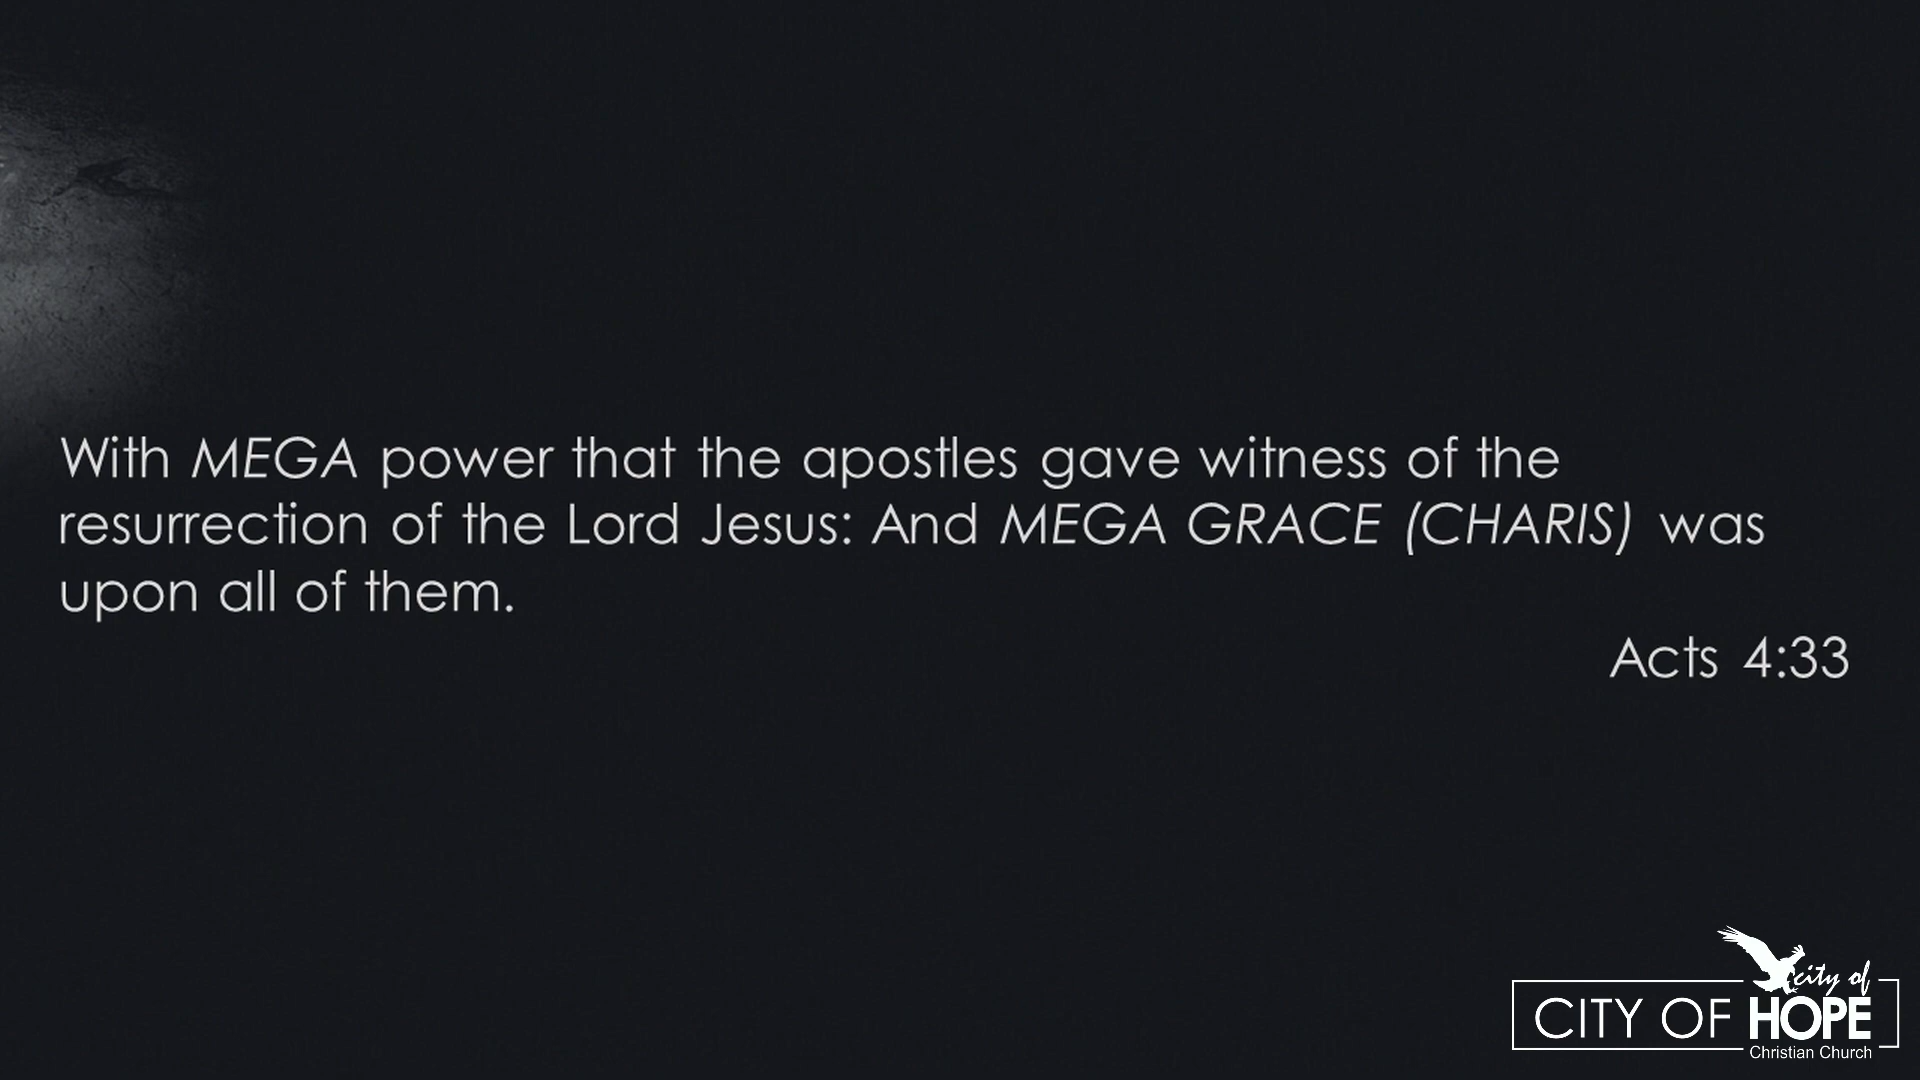 With MEGA power that the apostles gave witness of the
resurrection of the Lord Jesus: And MEGA GRACE (CHARIS) was
upon all of them.
Acts 4:33
city of
CITY OF HOPE
Christian Church